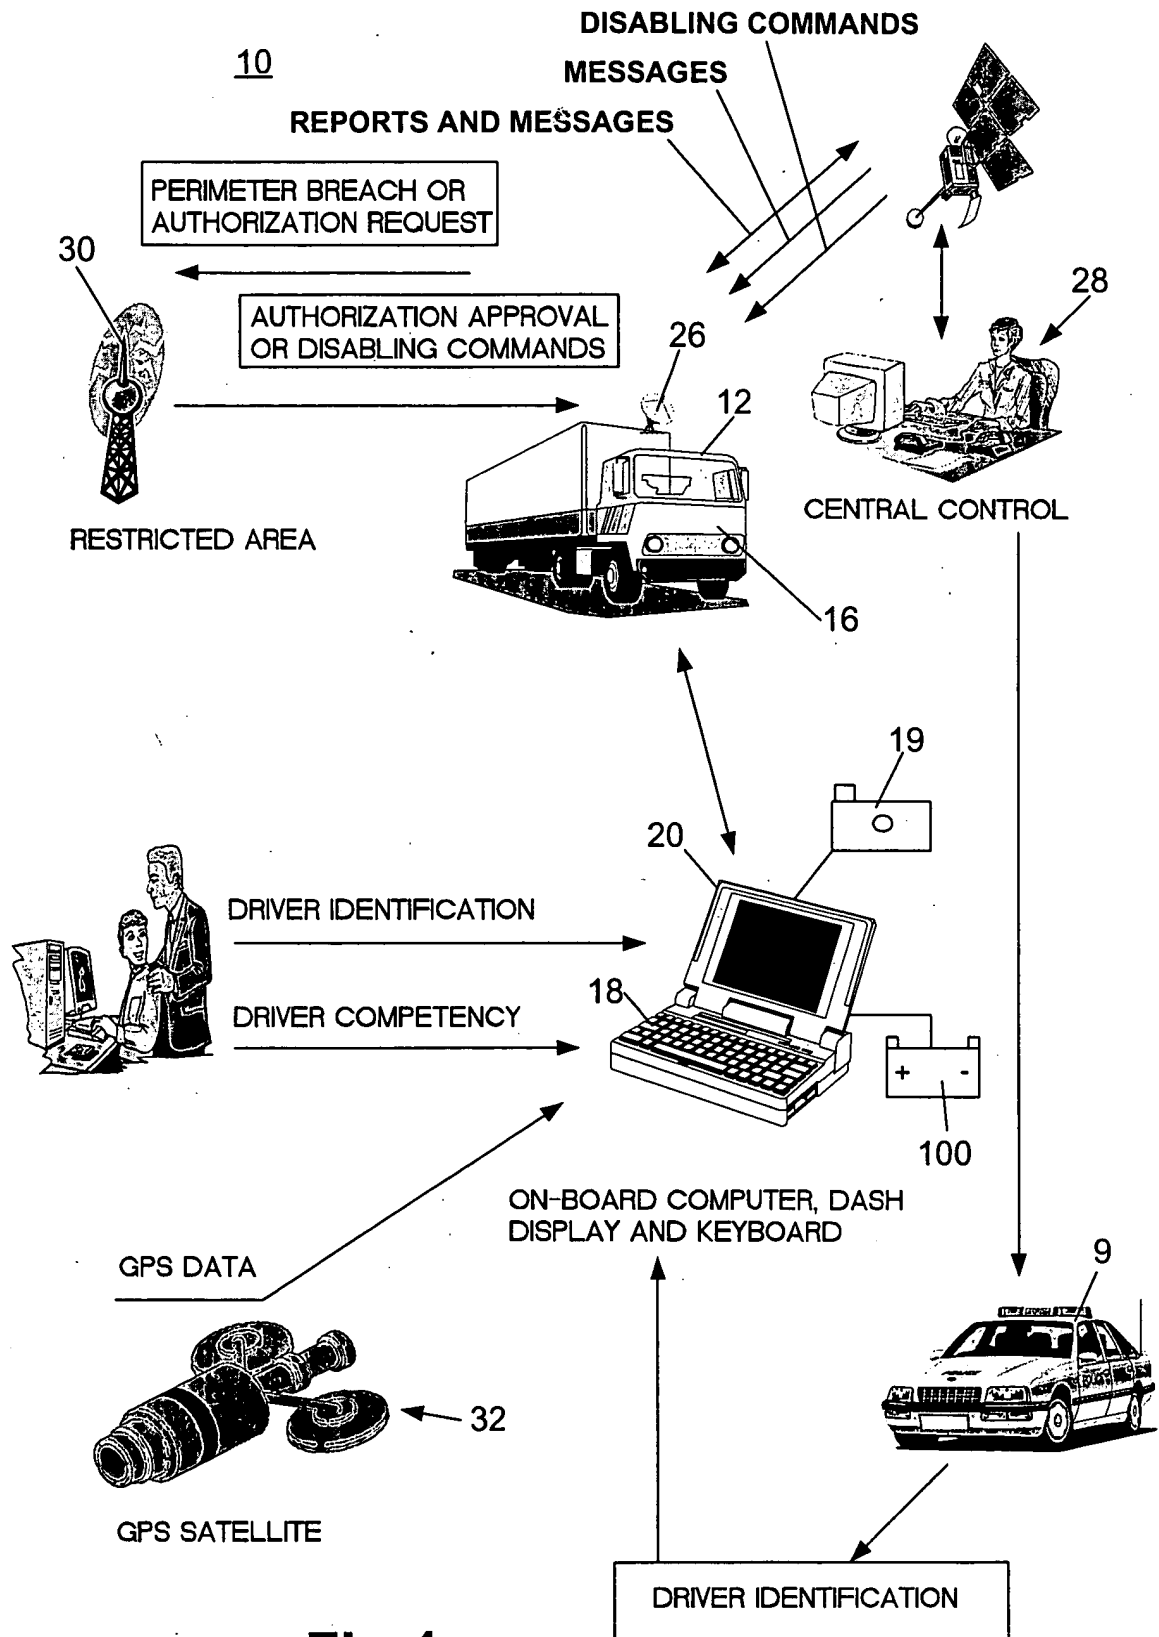 DISABLING COMMANDS
10
MESSAGES
REPORTS AND MESSAGES
PERIMETER BREACH OR
AUTHORIZATION REQUEST
30
28
AUTHORIZATION APPROVAL
OR DISABLING COMMANDS
26
12
CENTRAL CONTROL
RESTRICTED AREA
16
19
20
DRIVER IDENTIFICATION
18
DRIVER COMPETENCY
+ -
100
ON-BOARD COMPUTER, DASH
DISPLAY AND KEYBOARD
GPS DATA
9
32
GPS SATELLITE
DRIVER IDENTIFICATION